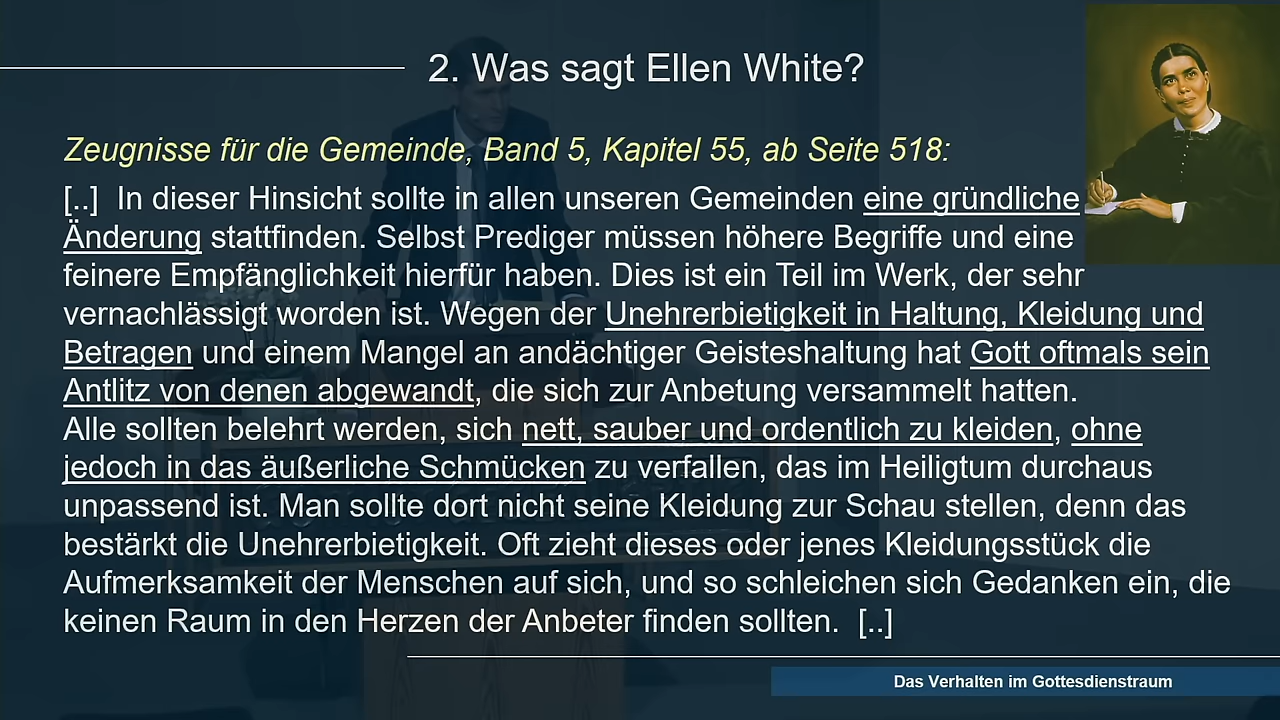 2. Was sagt Ellen White?
Zeugnisse für die Gemeinde, Band 5, Kapitel 55, ab Seite 518:
[..]  In dieser Hinsicht sollte in allen unseren Gemeinden eine gründliche
Änderung stattfinden. Selbst Prediger müssen höhere Begriffe und eine
feinere Empfänglichkeit hierfür haben. Dies ist ein Teil im Werk, der sehr
vernachlässigt worden ist. Wegen der Unehrerbietigkeit in Haltung, Kleidung und
Betragen und einem Mangel an andächtiger Geisteshaltung hat Gott oftmals sein
Antlitz von denen abgewandt, die sich zur Anbetung versammelt hatten.
Alle sollten belehrt werden, sich nett, sauber und ordentlich zu kleiden, ohne
jedoch in das äußerliche Schmücken zu verfallen, das im Heiligtum durchaus
unpassend ist. Man sollte dort nicht seine Kleidung zur Schau stellen, denn das
bestärkt die Unehrerbietigkeit. Oft zieht dieses oder jenes Kleidungsstück die
Aufmerksamkeit der Menschen auf sich, und so schleichen sich Gedanken ein, die
keinen Raum in den Herzen der Anbeter finden sollten.  [..]
Das Verhalten im Gottesdienstraum